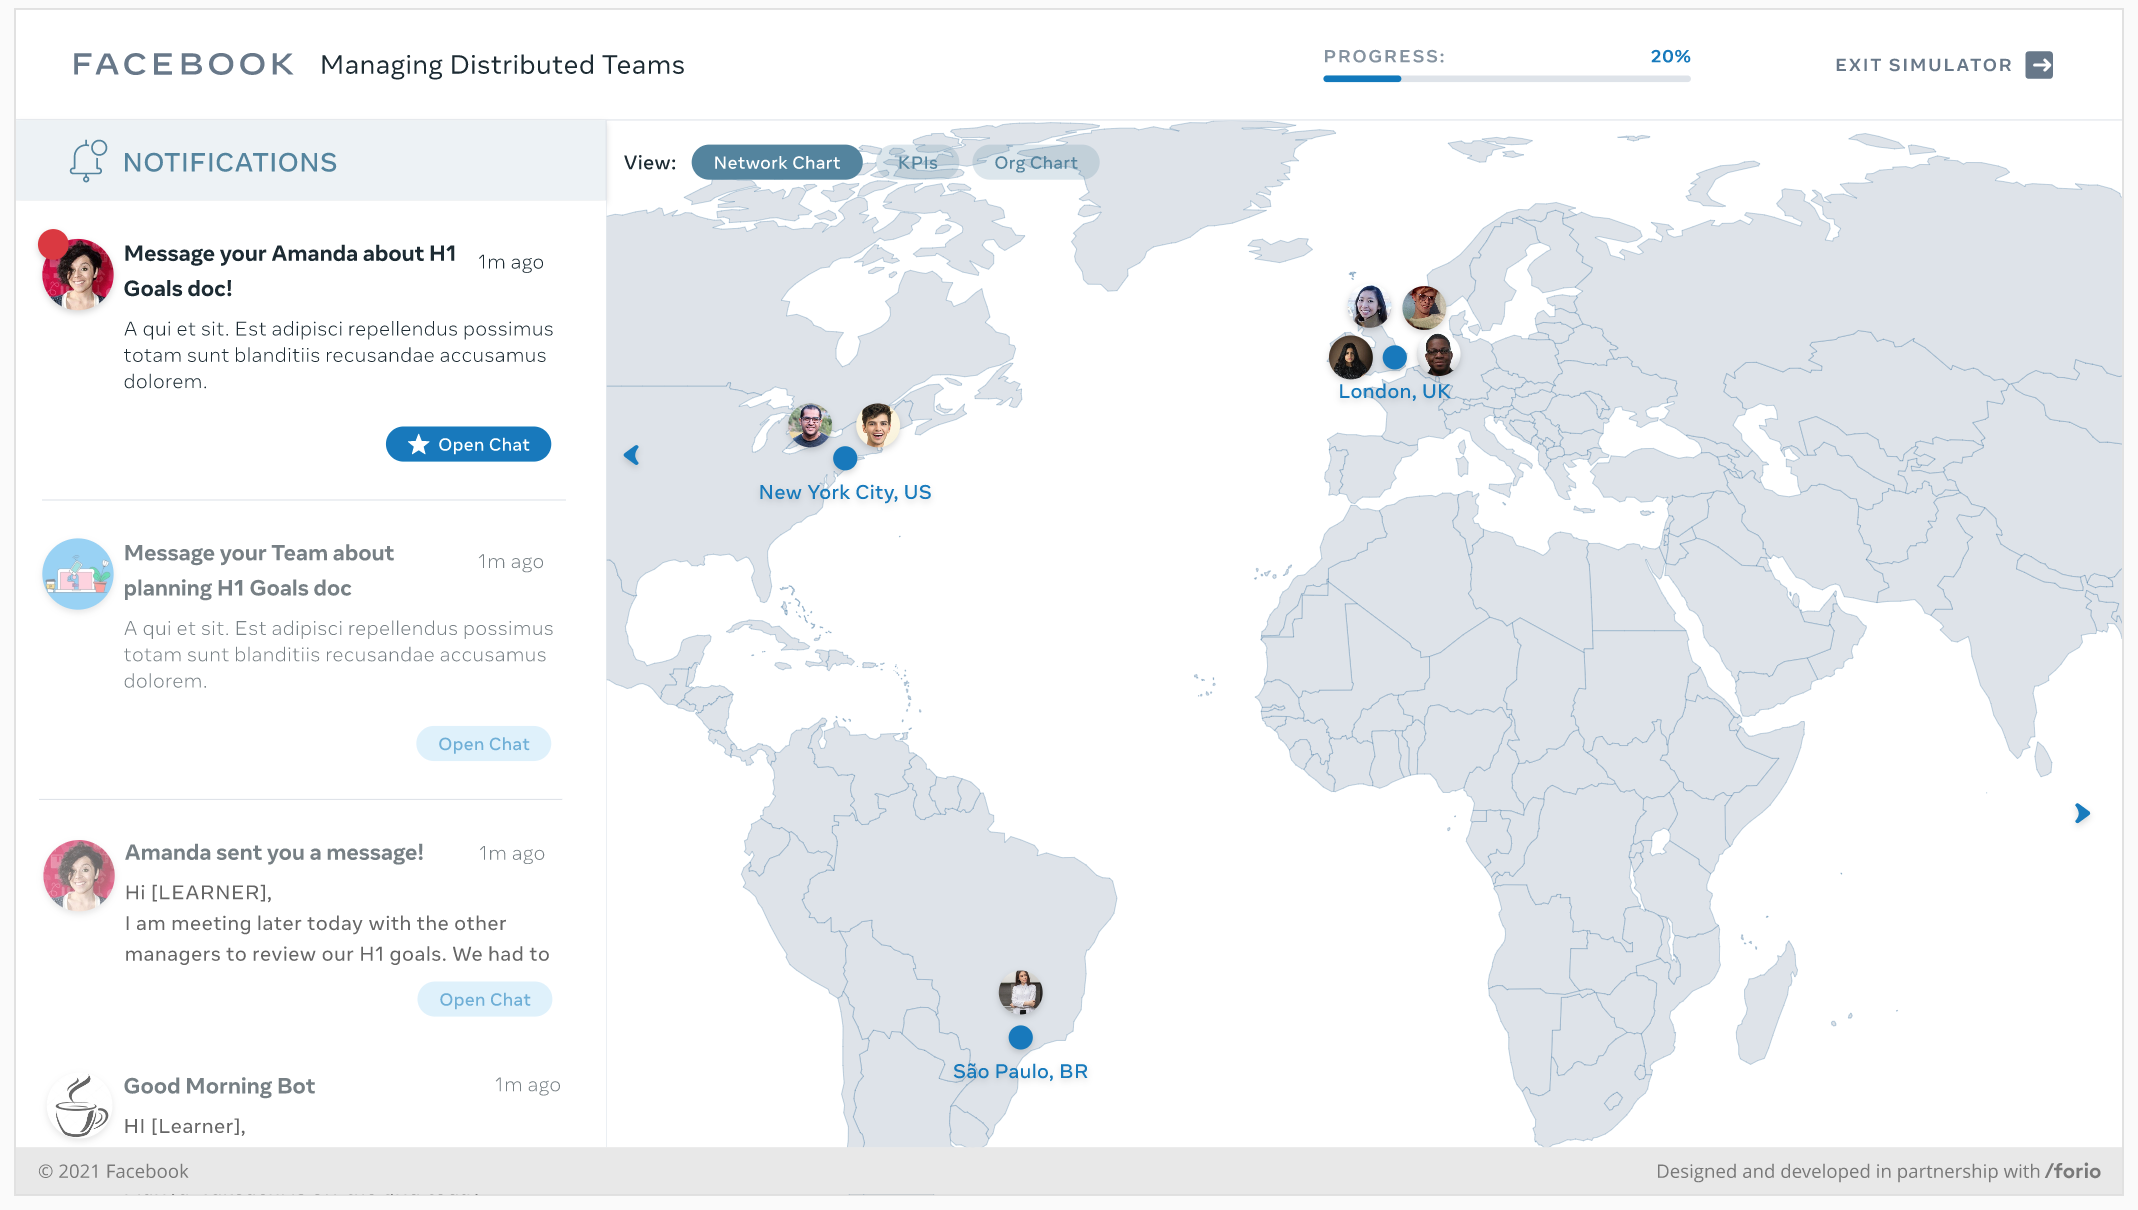 FACEBOOK Managing Distributed Teams
PROGRESS: 20%
EXIT SIMULATOR
NOTIFICATIONS
Message your Amanda about H1
Goals doc!
1m ago
A qui et sit. Est adipisci repellendus possimus
totam sunt blanditiis recusandae accusamus
dolorem.
Open Chat
Message your Team about
planning H1 Goals doc
1m ago
A qui et sit. Est adipisci repellendus possimus
totam sunt blanditiis recusandae accusamus
dolorem.
Open Chat
Amanda sent you a message!
1m ago
Hi [LEARNER],
I am meeting later today with the other
managers to review our H1 goals. We had to
Open Chat
Good Morning Bot
1m ago
HI [Learner],
View: Network Chart KPIs Org Chart
London, UK
New York City, US
São Paulo, BR
© 2021 Facebook
Designed and developed in partnership with /forio